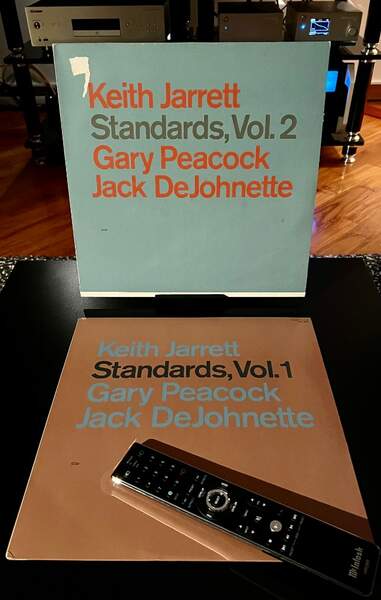 Keith Jarrett
Standards, Vol. 2
Gary Peacock
Jack DeJohnette
Keith Jarrett
Standards, Vol. 1
Gary Peacock
Jack DeJohnette
McIntosh